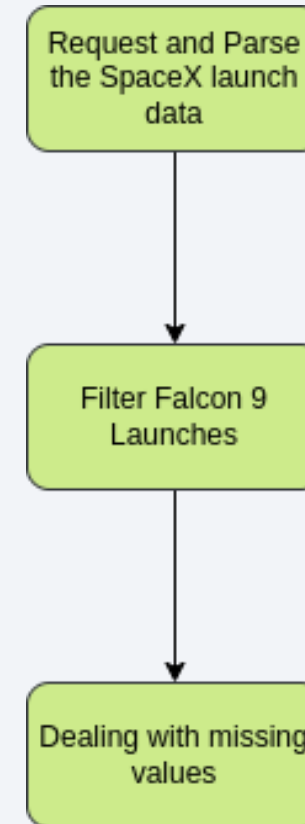 Request and Parse
the SpaceX launch
data
Filter Falcon 9
Launches
Dealing with missing
values